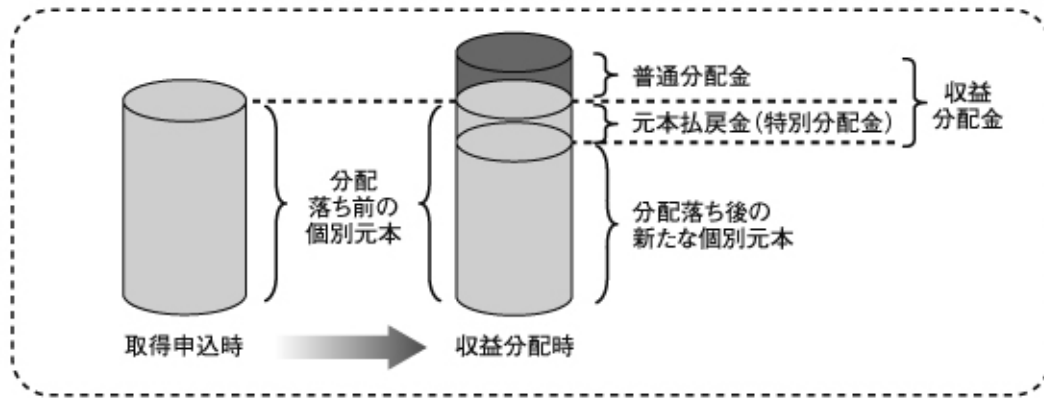 普通分配金
元本払戻金(特別分配金)
収益
分配金
分配
落ち前の
個別元本
分配落ち後の
新たな個別元本
取得申込時
収益分配時